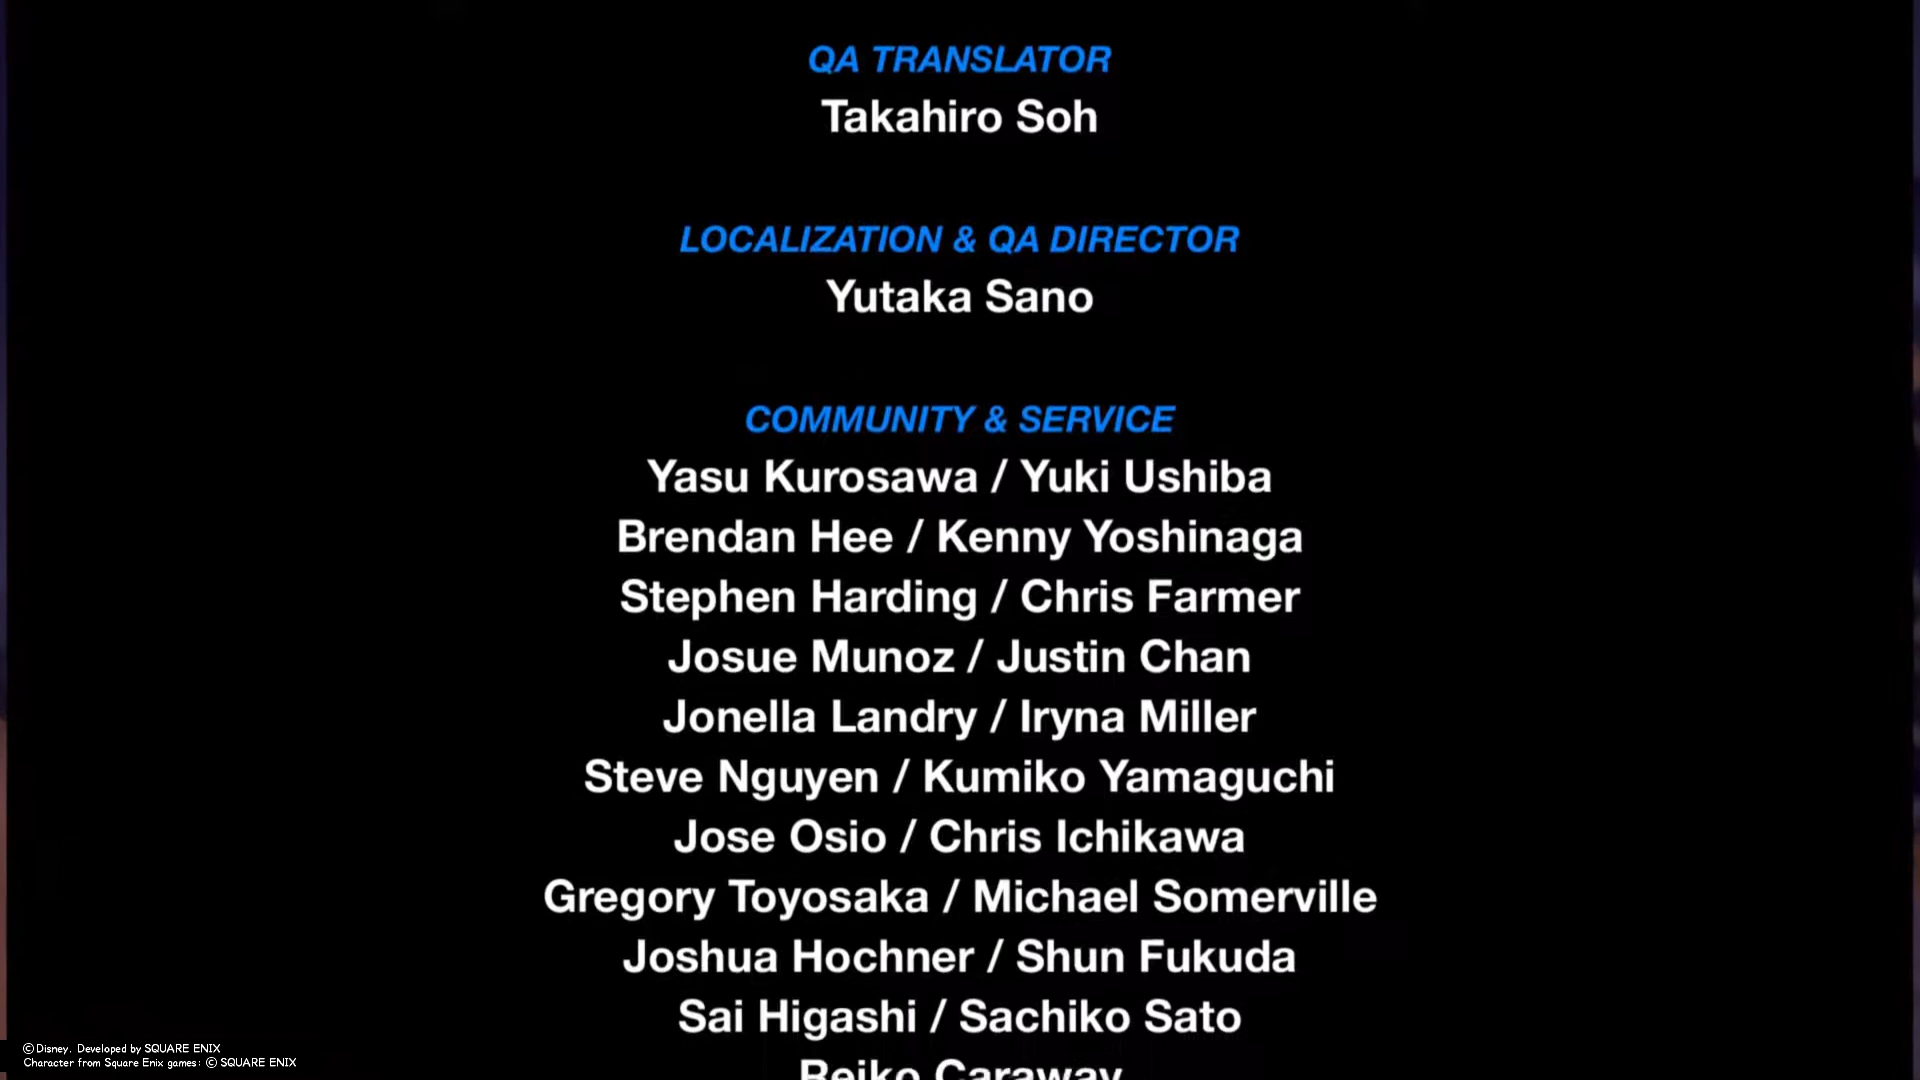 QA TRANSLATOR
Takahiro Soh
LOCALIZATION & QA DIRECTOR
Yutaka Sano
COMMUNITY & SERVICE
Yasu Kurosawa / Yuki Ushiba
Brendan Hee / Kenny Yoshinaga
Stephen Harding / Chris Farmer
Josue Munoz / Justin Chan
Jonella Landry / Iryna Miller
Steve Nguyen / Kumiko Yamaguchi
Jose Osio / Chris Ichikawa
Gregory Toyosaka / Michael Somerville
Joshua Hochner / Shun Fukuda
Sai Higashi / Sachiko Sato
Reiko Caraway
©Disney. Developed by SQUARE ENIX
Character from Square Enix games: © SQUARE ENIX